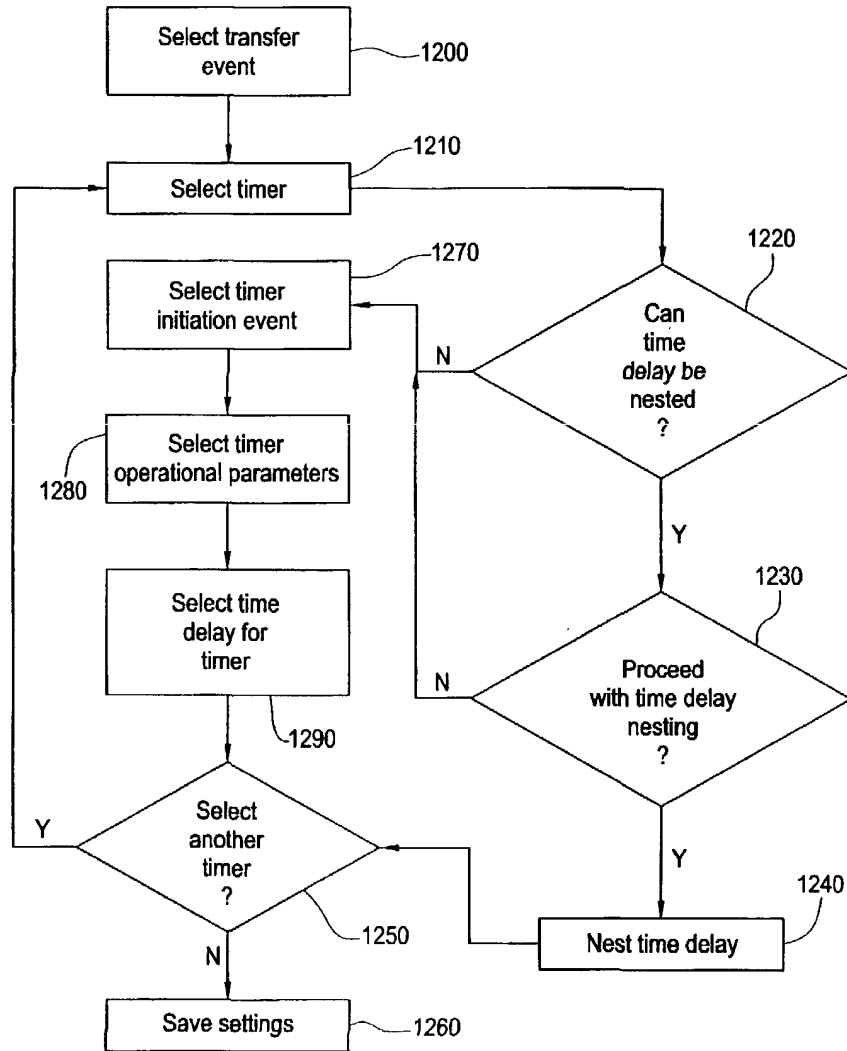 Select transfer
event
1200
1210
Select timer
1270
Select timer
initiation event
1220
Can
time
delay be
nested
?
N
Y
Select timer
operational parameters
1280
1230
Proceed
with time delay
nesting
?
N
Y
Select time
delay for
timer
1290
Select
another
timer
?
Y
N
1250
1240
Nest time delay
Save settings
1260